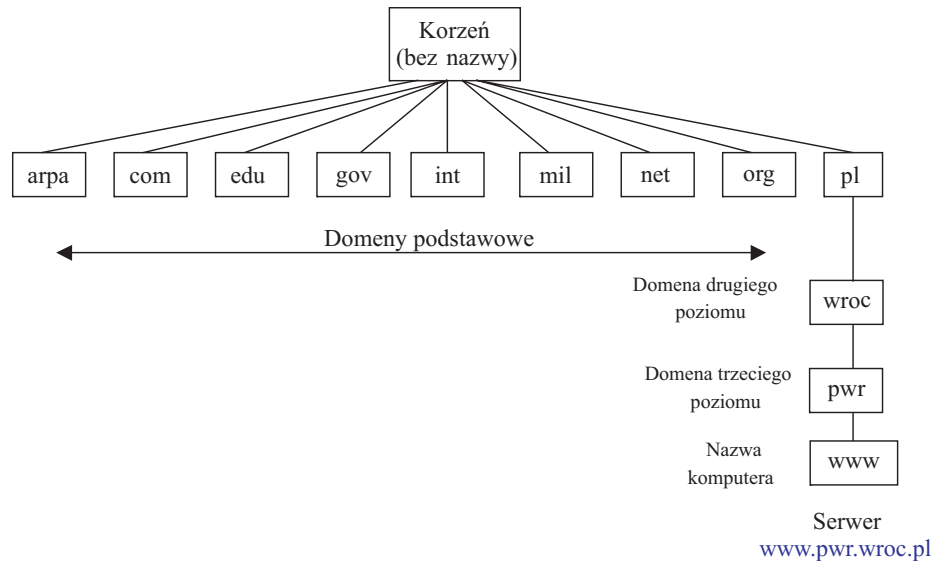 Korzeń
(bez nazwy)
arpa
com
edu
gov
int
mil
net
org
pl
Domeny podstawowe
Domena drugiego
poziomu
wroc
Domena trzeciego
poziomu
pwr
Nazwa
komputera
www
Serwer
www.pwr.wroc.pl